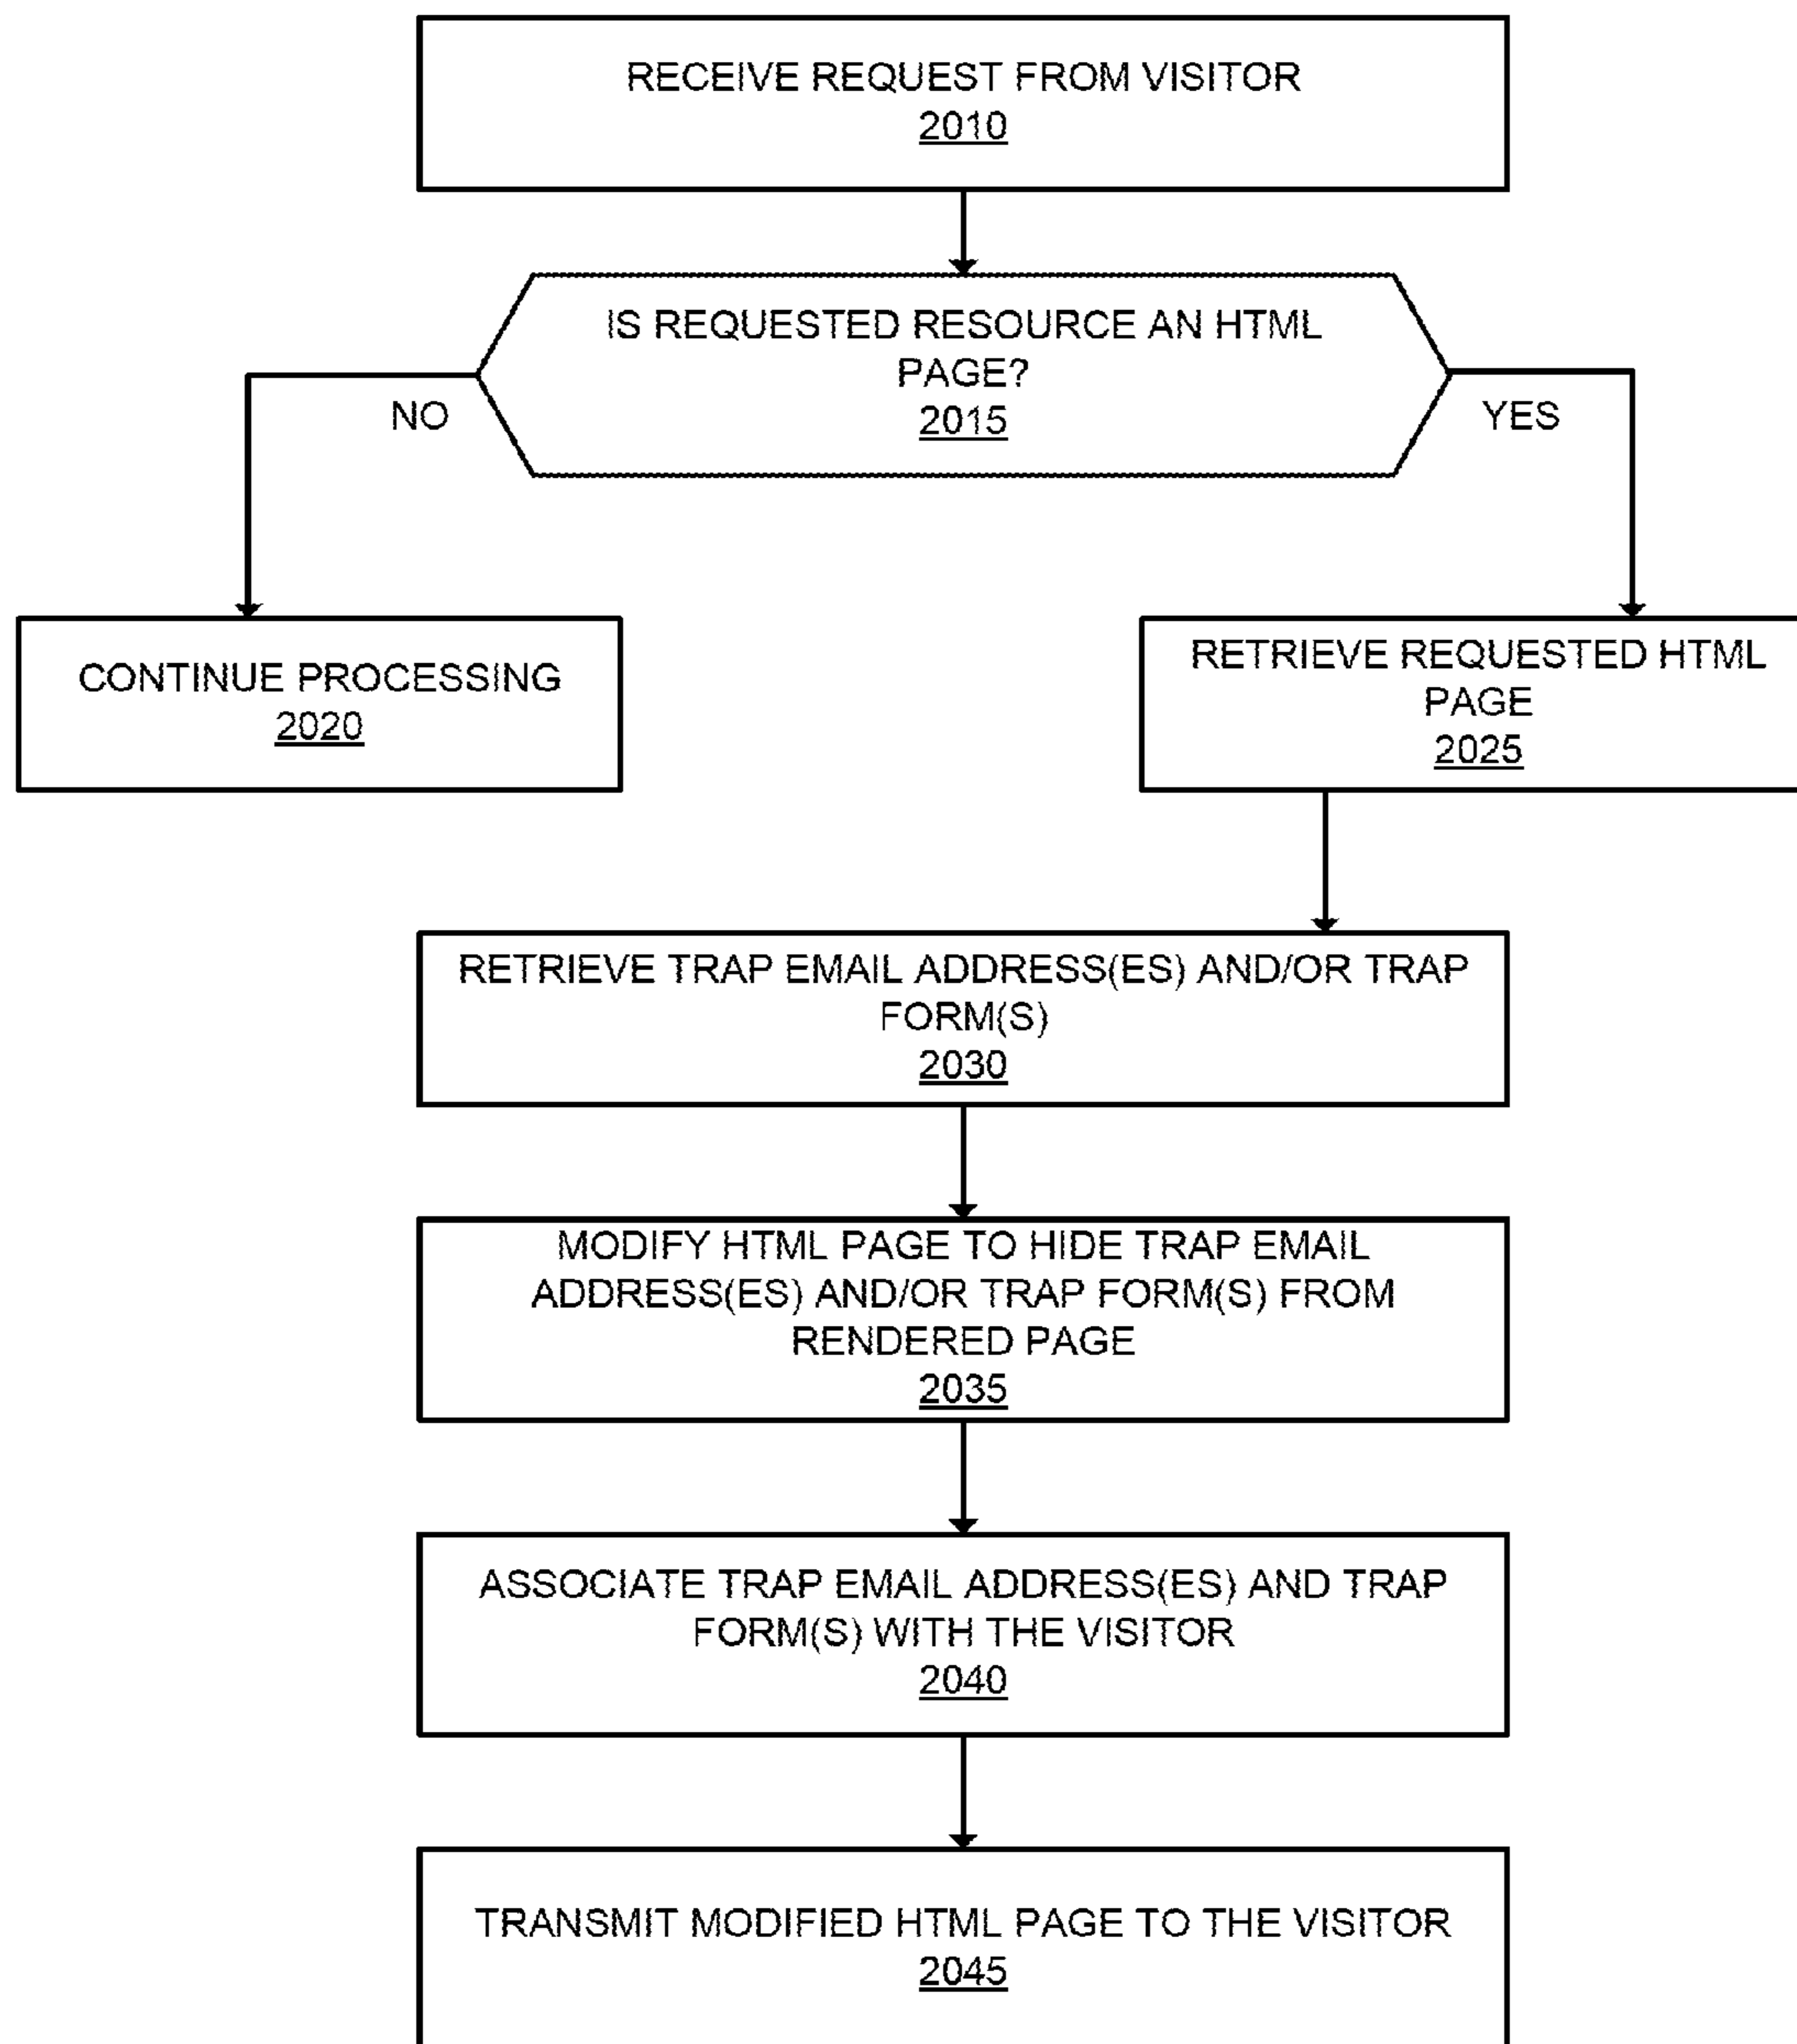 RECEIVE REQUEST FROM VISITOR
2010
IS REQUESTED RESOURCE AN HTML
PAGE?
2015
NO
YES
CONTINUE PROCESSING
2020
RETRIEVE REQUESTED HTML
PAGE
2025
RETRIEVE TRAP EMAIL ADDRESS(ES) AND/OR TRAP
FORM(S)
2030
MODIFY HTML PAGE TO HIDE TRAP EMAIL
ADDRESS(ES) AND/OR TRAP FORM(S) FROM
RENDERED PAGE
2035
ASSOCIATE TRAP EMAIL ADDRESS(ES) AND TRAP
FORM(S) WITH THE VISITOR
2040
TRANSMIT MODIFIED HTML PAGE TO THE VISITOR
2045